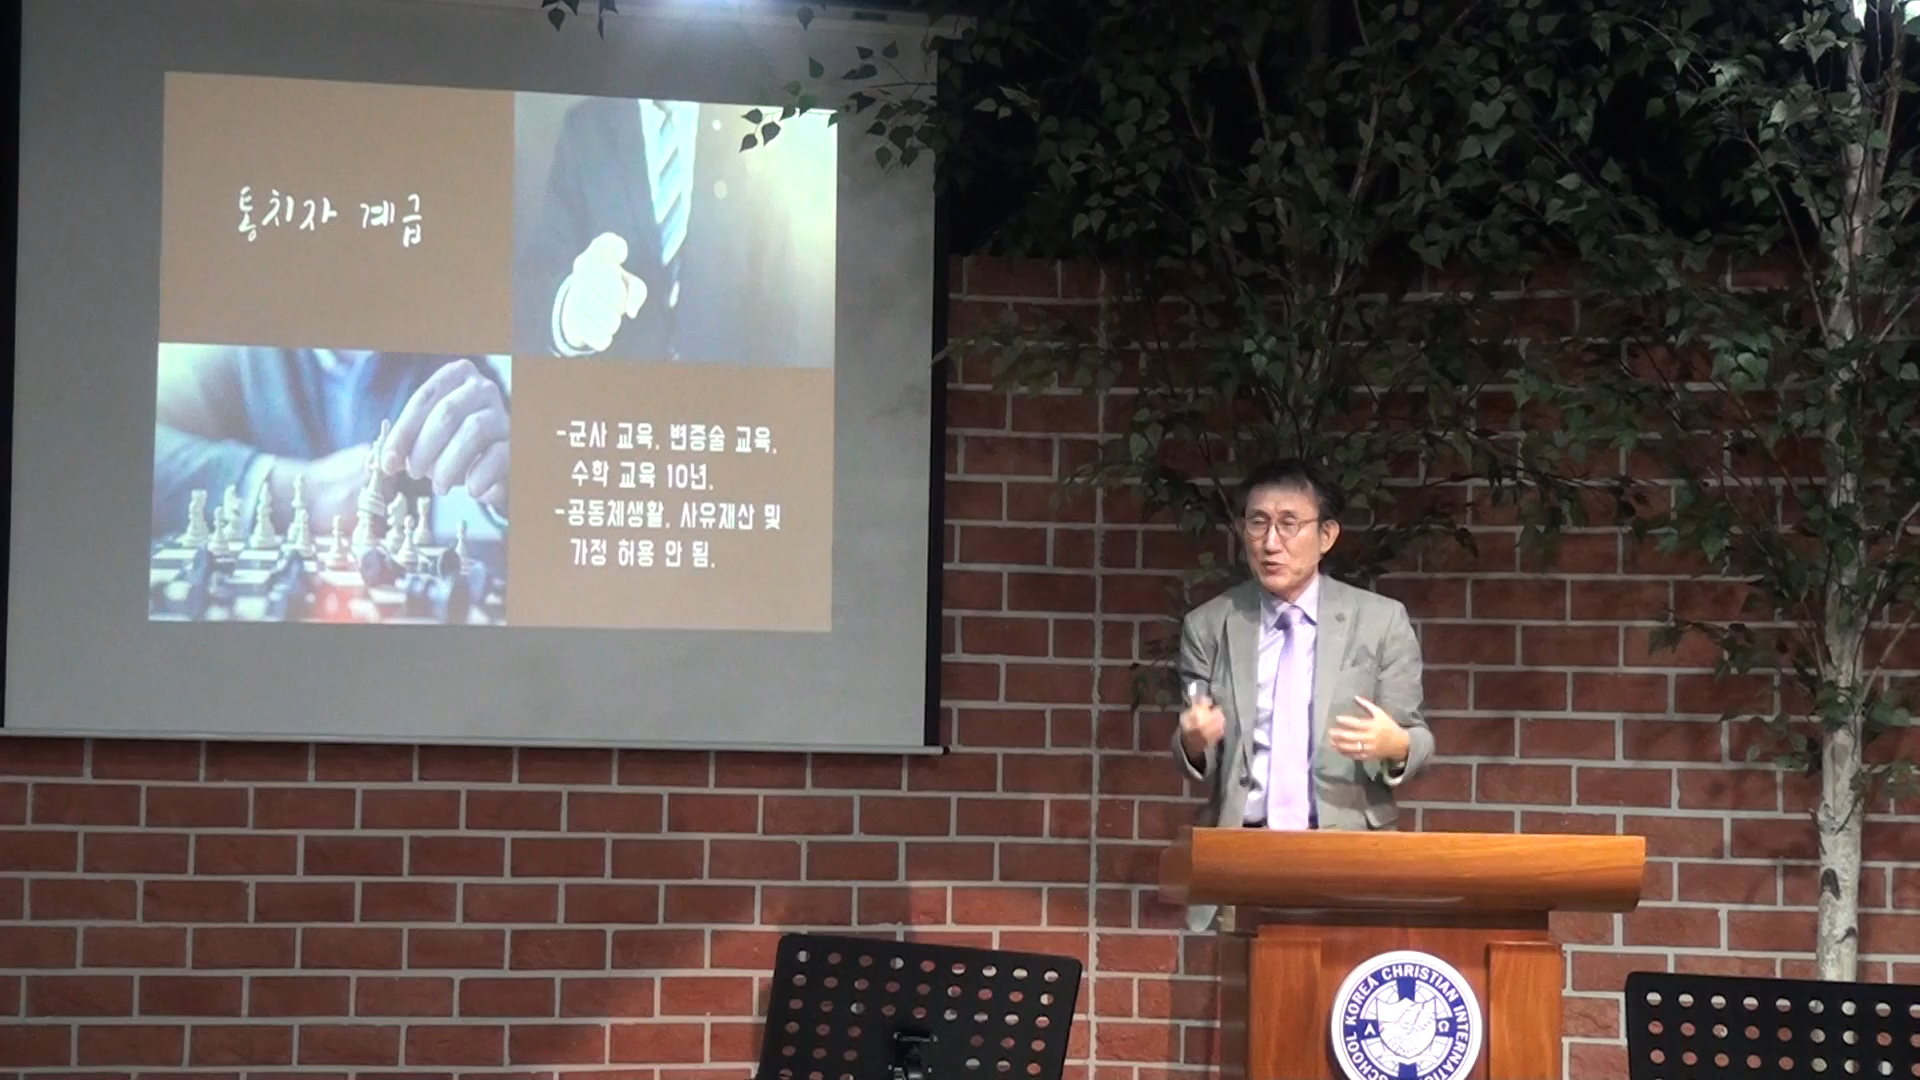 통치자 계급
-군사 교육, 변증술 교육,
수학 교육 10년.
-공동체생활, 사유재산 및
가정 허용 안 됨.
KOREA CHRISTIAN INTERNATIONAL SCHOOL
Α Ω